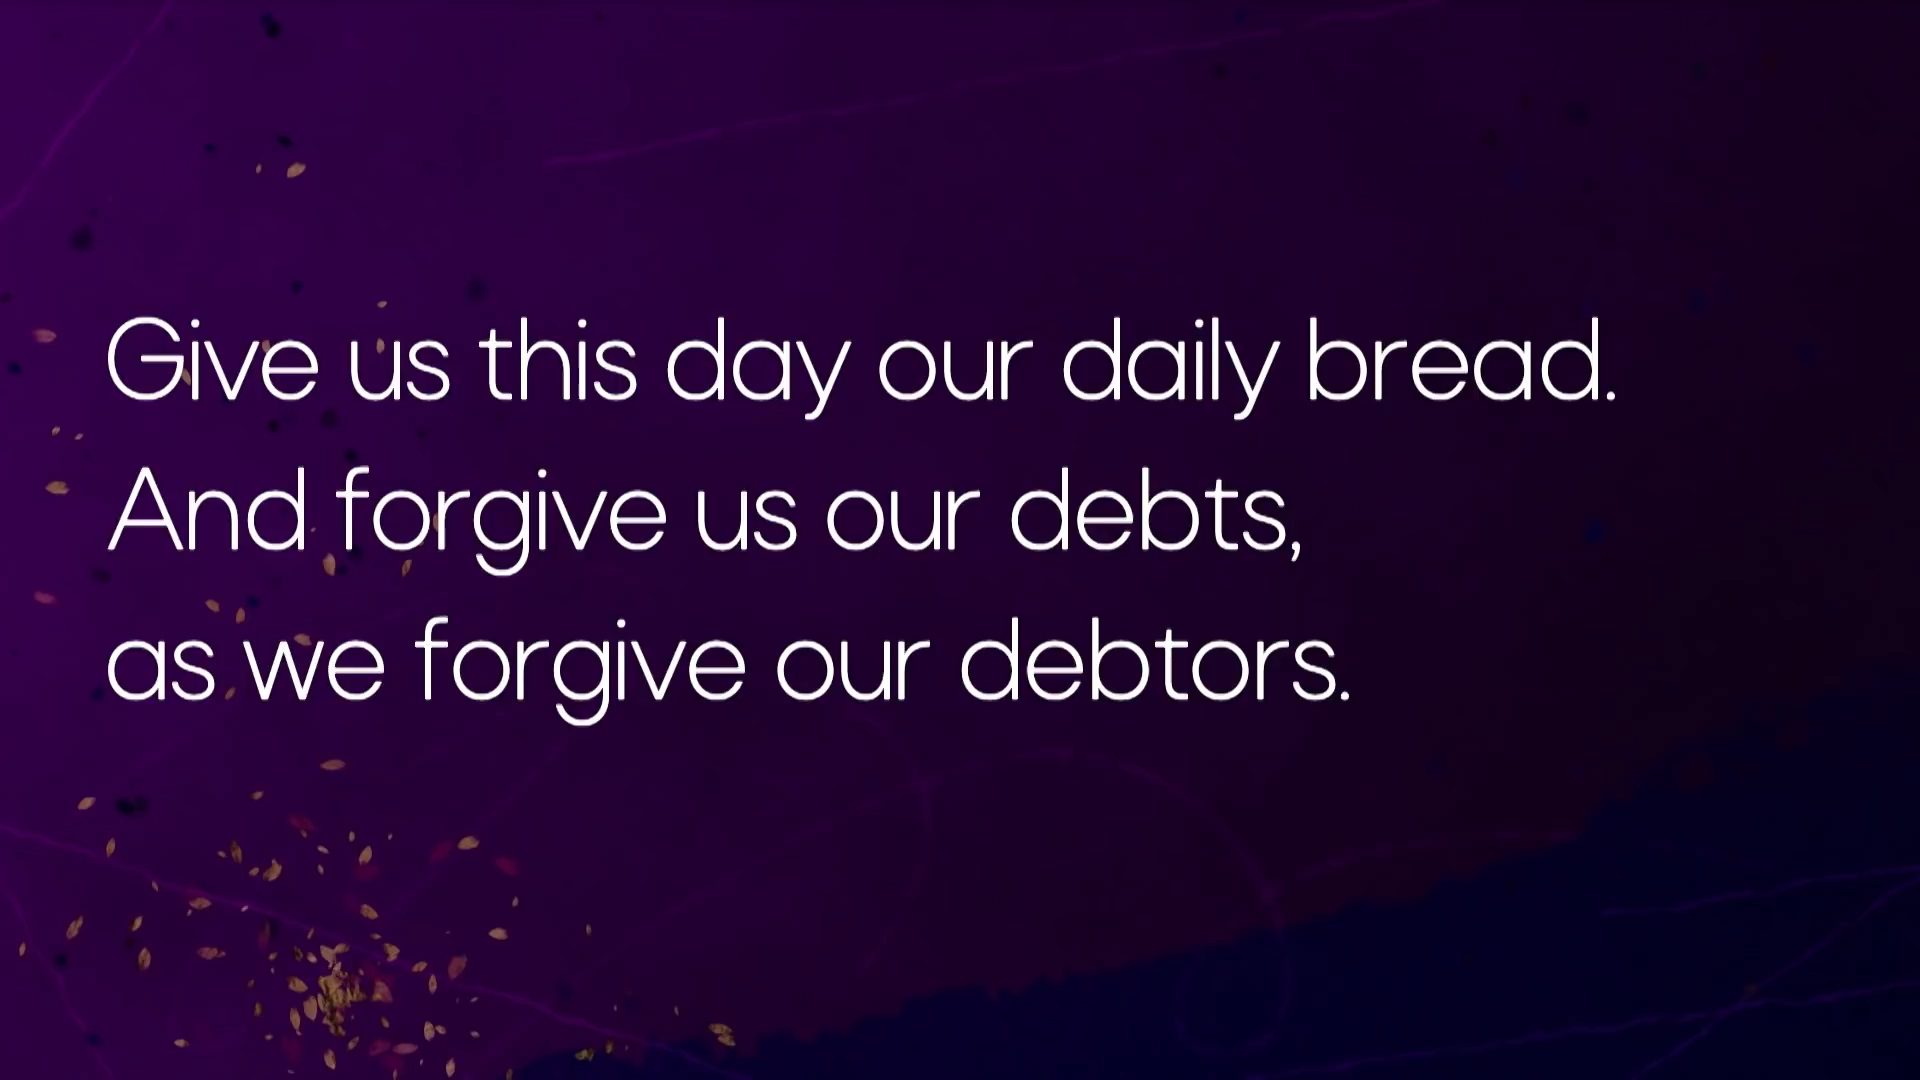 Give us this day our daily bread.
And forgive us our debts,
as we forgive our debtors.